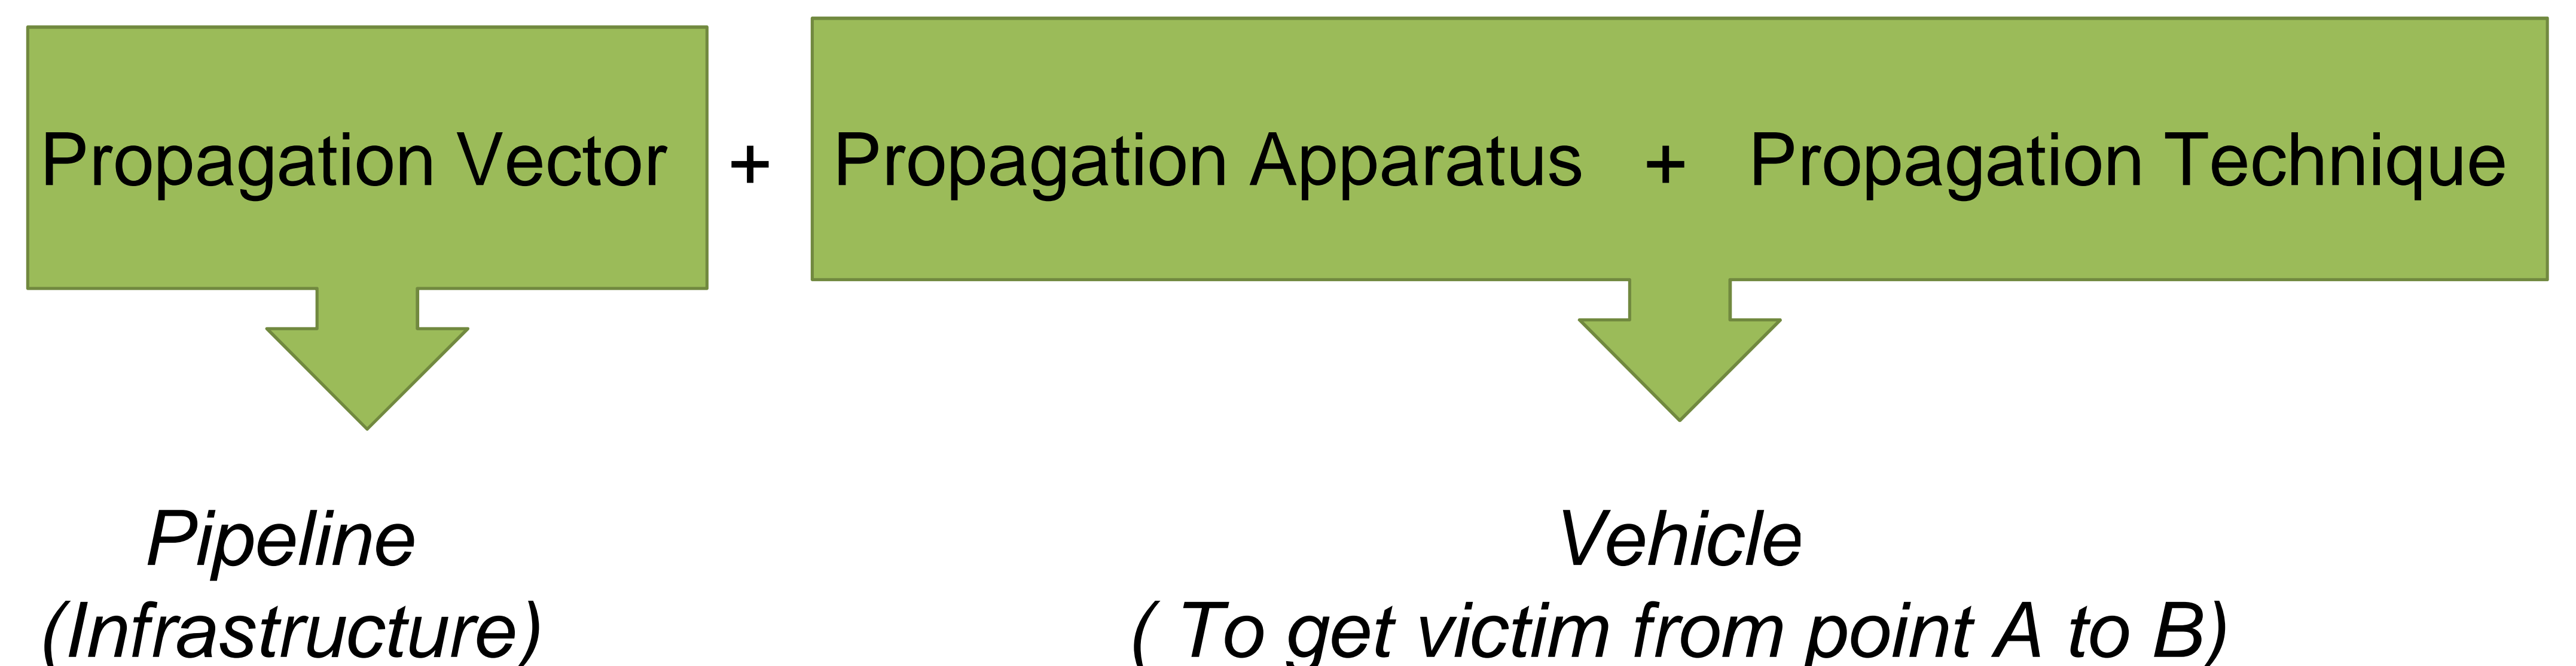 Propagation Vector + Propagation Apparatus + Propagation Technique
Pipeline
(Infrastructure)
Vehicle
( To get victim from point A to B)